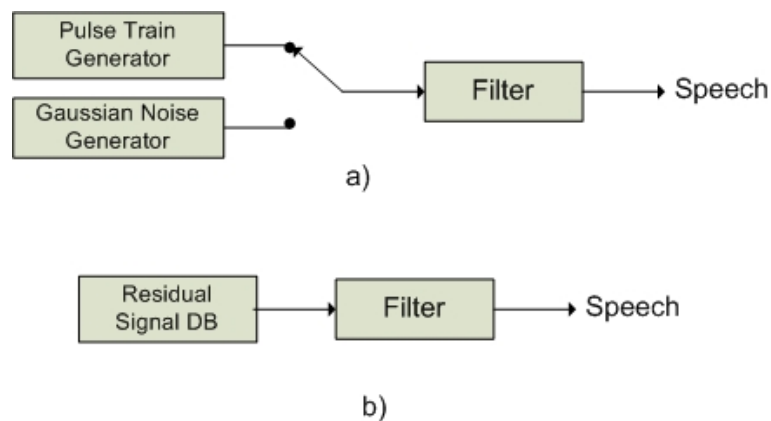 Pulse Train
Generator
Gaussian Noise
Generator
Filter
Speech
a)
Residual
Signal DB
Filter
Speech
b)